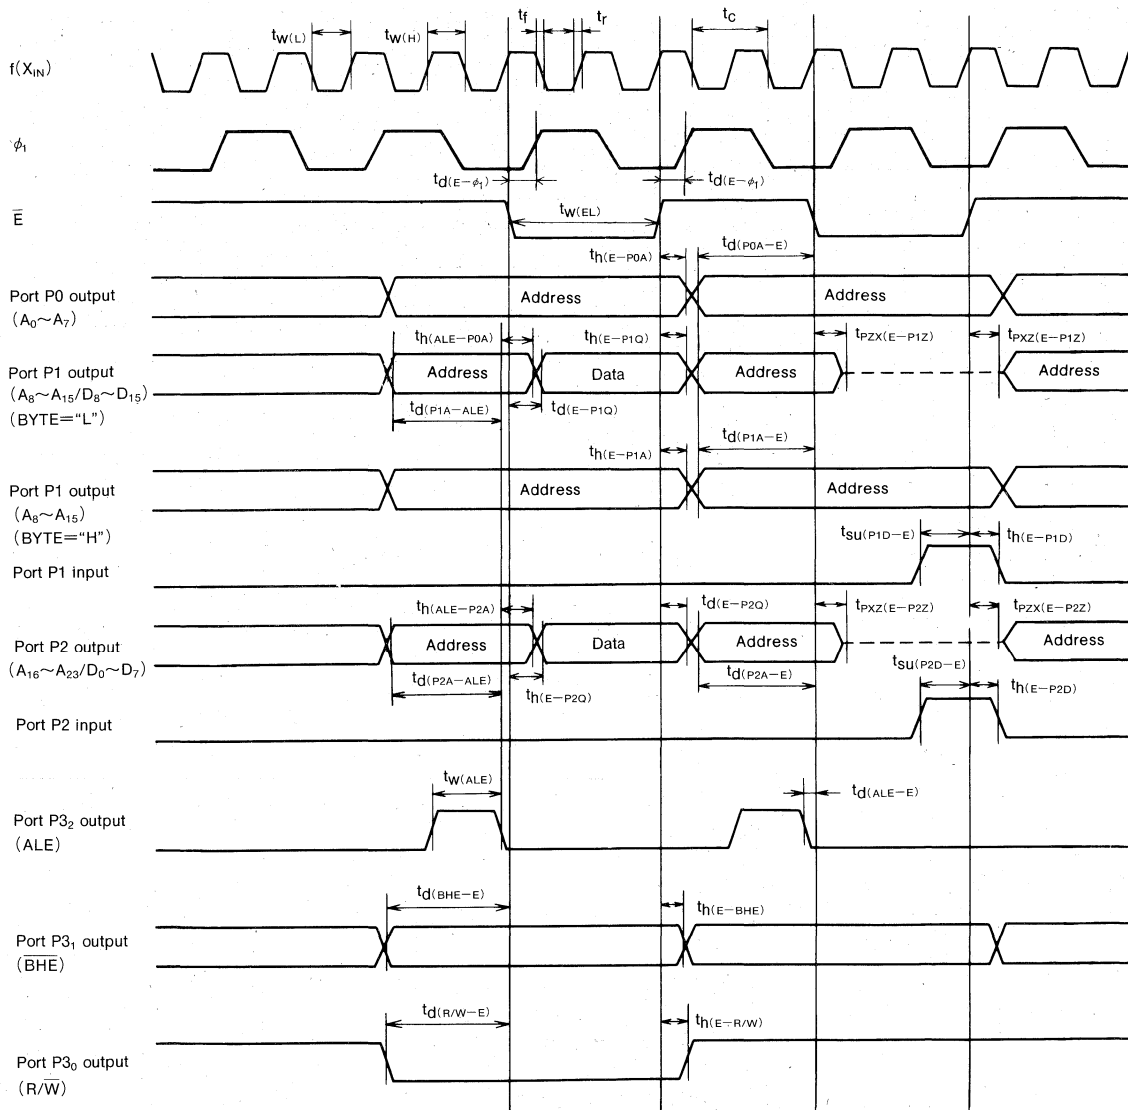 tf tr tc
tw(L) tw(H)
f(XIN)
ϕ1
td(E−ϕ1) td(E−ϕ1)
E̅ tw(EL)
td(P0A−E)
th(E−P0A)
Port P0 output Address Address
(A0~A7)
th(ALE−P0A) th(E−P1Q) tPZX(E−P1Z) tPXZ(E−P1Z)
Port P1 output Address Data Address Address
(A8~A15/D8~D15)
(BYTE="L") td(P1A−ALE) td(E−P1Q)
td(P1A−E)
th(E−P1A)
Port P1 output Address Address
(A8~A15)
(BYTE="H")
tsu(P1D−E) th(E−P1D)
Port P1 input
th(ALE−P2A) td(E−P2Q) tPXZ(E−P2Z) tPZX(E−P2Z)
Port P2 output Address Data Address Address
(A16~A23/D0~D7)
td(P2A−ALE) th(E−P2Q) td(P2A−E) tsu(P2D−E) th(E−P2D)
Port P2 input
tw(ALE) td(ALE−E)
Port P32 output
(ALE)
td(BHE−E) th(E−BHE)
Port P31 output
(B̅H̅E̅)
td(R/W−E) th(E−R/W)
Port P30 output
(R/W̅)